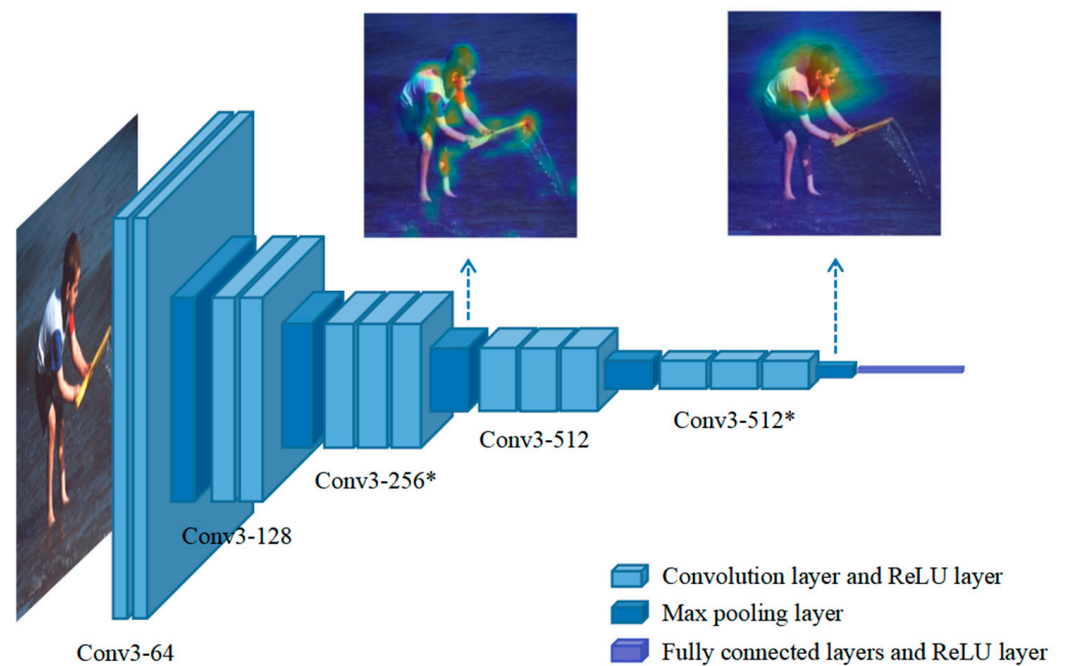 Conv3-512*
Conv3-512
Conv3-256*
Conv3-128
Conv3-64
Convolution layer and ReLU layer
Max pooling layer
Fully connected layers and ReLU layer